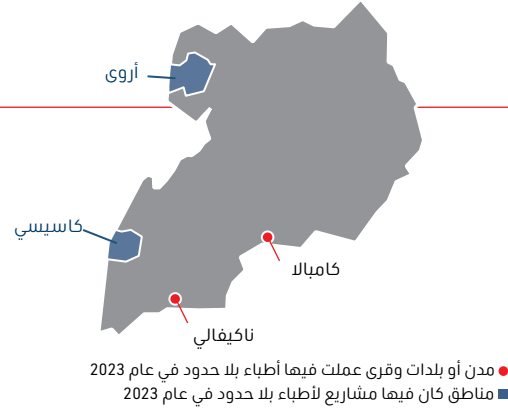 أروى
كاسيسي
كامبالا
ناكيفالي
مدن أو بلدات وقرى عملت فيها أطباء بلا حدود في عام 2023
مناطق كان فيها مشاريع لأطباء بلا حدود في عام 2023